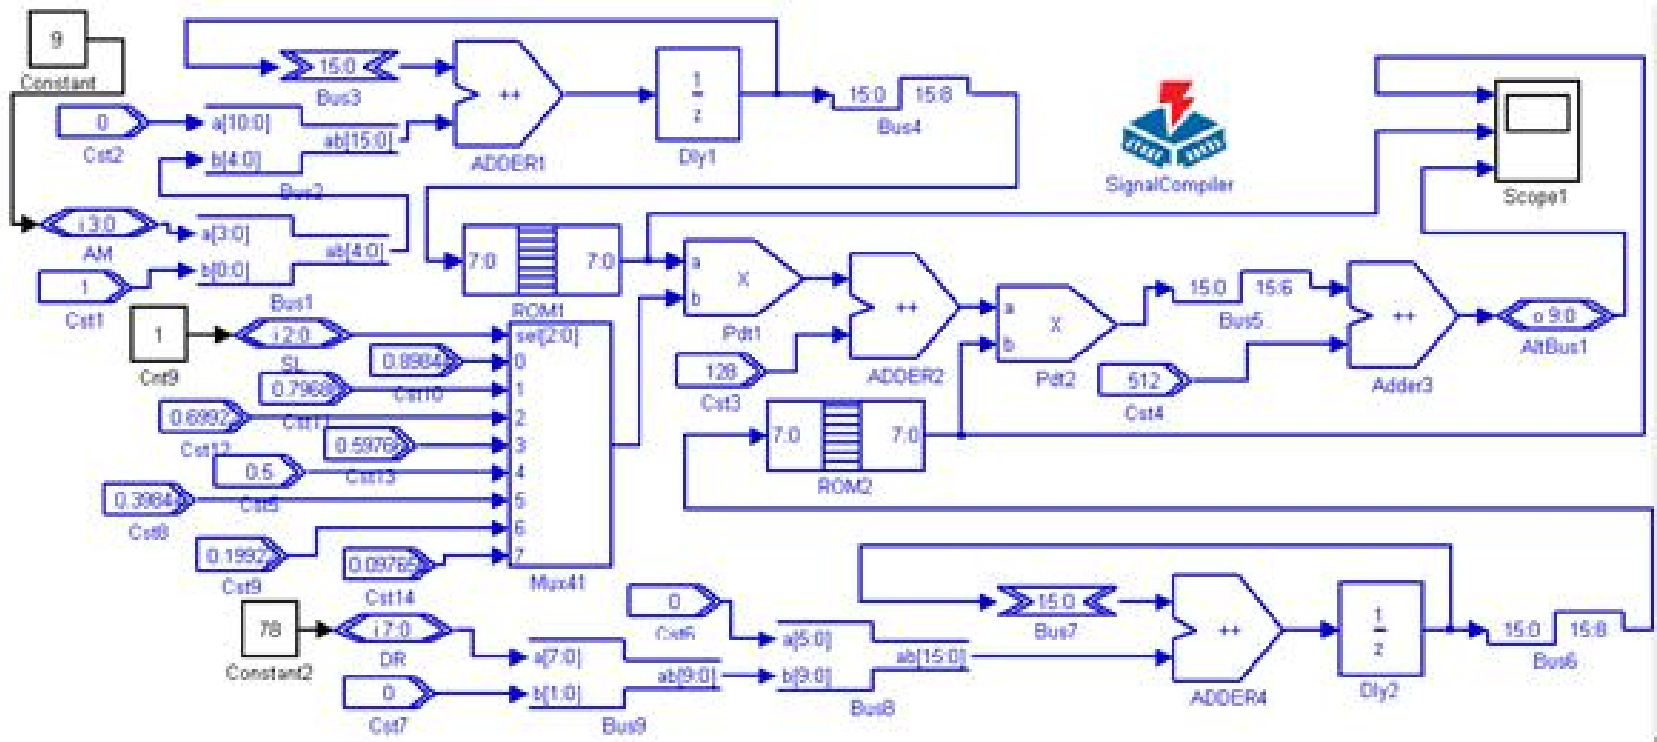 9
Constant
0
Cst2
a[10:0]
b[4:0]
ab[15:0]
Bus2
15:0
Bus3
++
ADDER1
1
z
Dly1
15:0 15:8
Bus4
SignalCompiler
Scope1
i 3:0
AM
1
Cst1
a[3:0]
b[0:0]
ab[4:0]
Bus1
7:0 7:0
ROM1
1
Cnt9
i 2:0
SL
sel[2:0]
0
1
2
3
4
5
6
7
Mux41
0.8984
Cst10
0.7968
0.6992
Cst12
0.5976
Cst13
0.5
Cst5
0.3984
Cst8
0.1992
Cst9
0.09765
Cst14
a
b
X
Pdt1
128
Cst3
++
ADDER2
a
b
X
Pdt2
15:0 15:6
Bus5
512
Cst4
++
Adder3
o 9:0
AltBus1
7:0 7:0
ROM2
78
Constant2
i 7:0
DR
0
Cst7
a[7:0]
b[1:0]
ab[9:0]
Bus9
0
Cst6
a[5:0]
b[9:0]
ab[15:0]
Bus8
15:0
Bus7
++
ADDER4
1
z
Dly2
15:0 15:8
Bus6